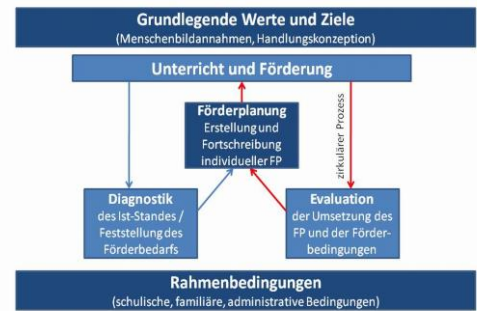 Grundlegende Werte und Ziele
(Menschenbildannahmen, Handlungskonzeption)
Unterricht und Förderung
Förderplanung
Erstellung und
Fortschreibung
individueller FP
zirkulärer Prozess
Diagnostik
des Ist-Standes /
Feststellung des
Förderbedarfs
Evaluation
der Umsetzung des
FP und der Förder-
bedingungen
Rahmenbedingungen
(schulische, familiäre, administrative Bedingungen)